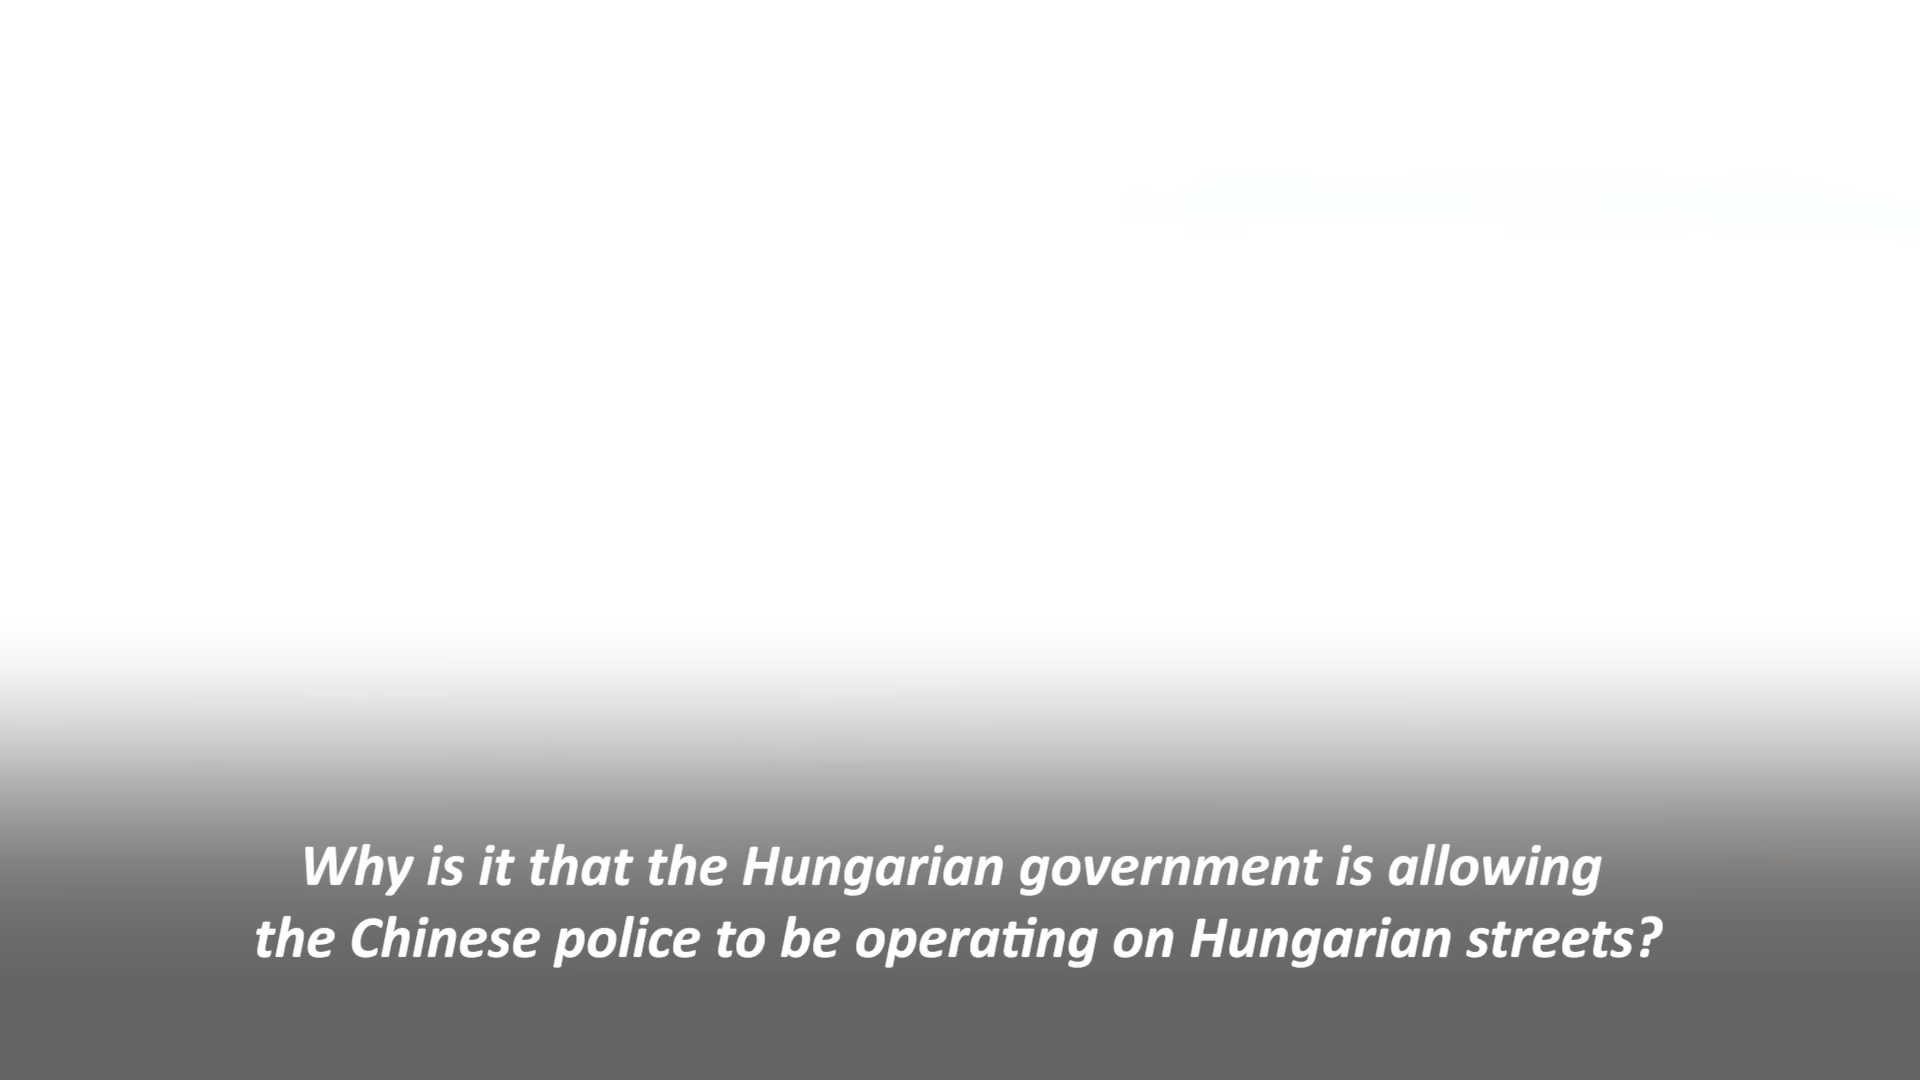 Why is it that the Hungarian government is allowing
the Chinese police to be operating on Hungarian streets?